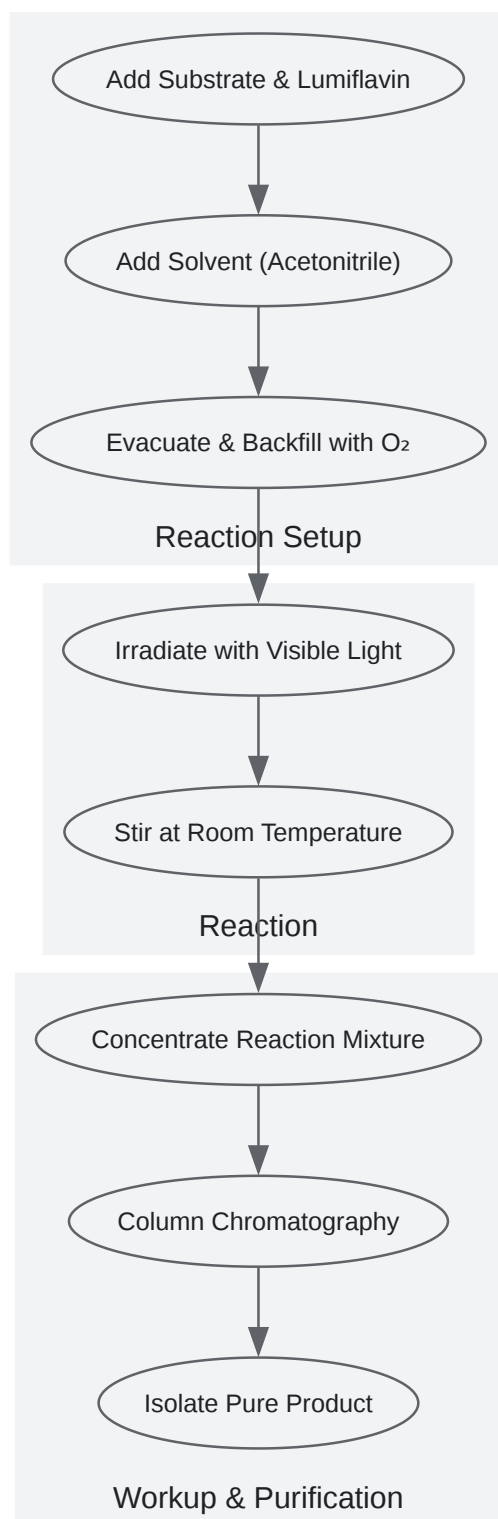 Add Substrate & Lumiflavin
Add Solvent (Acetonitrile)
Evacuate & Backfill with O₂
Reaction Setup
Irradiate with Visible Light
Stir at Room Temperature
Reaction
Concentrate Reaction Mixture
Column Chromatography
Isolate Pure Product
Workup & Purification